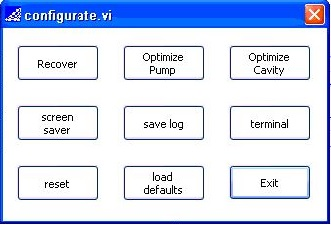 configurate.vi
Recover
Optimize
Pump
Optimize
Cavity
screen
saver
save log
terminal
reset
load
defaults
Exit